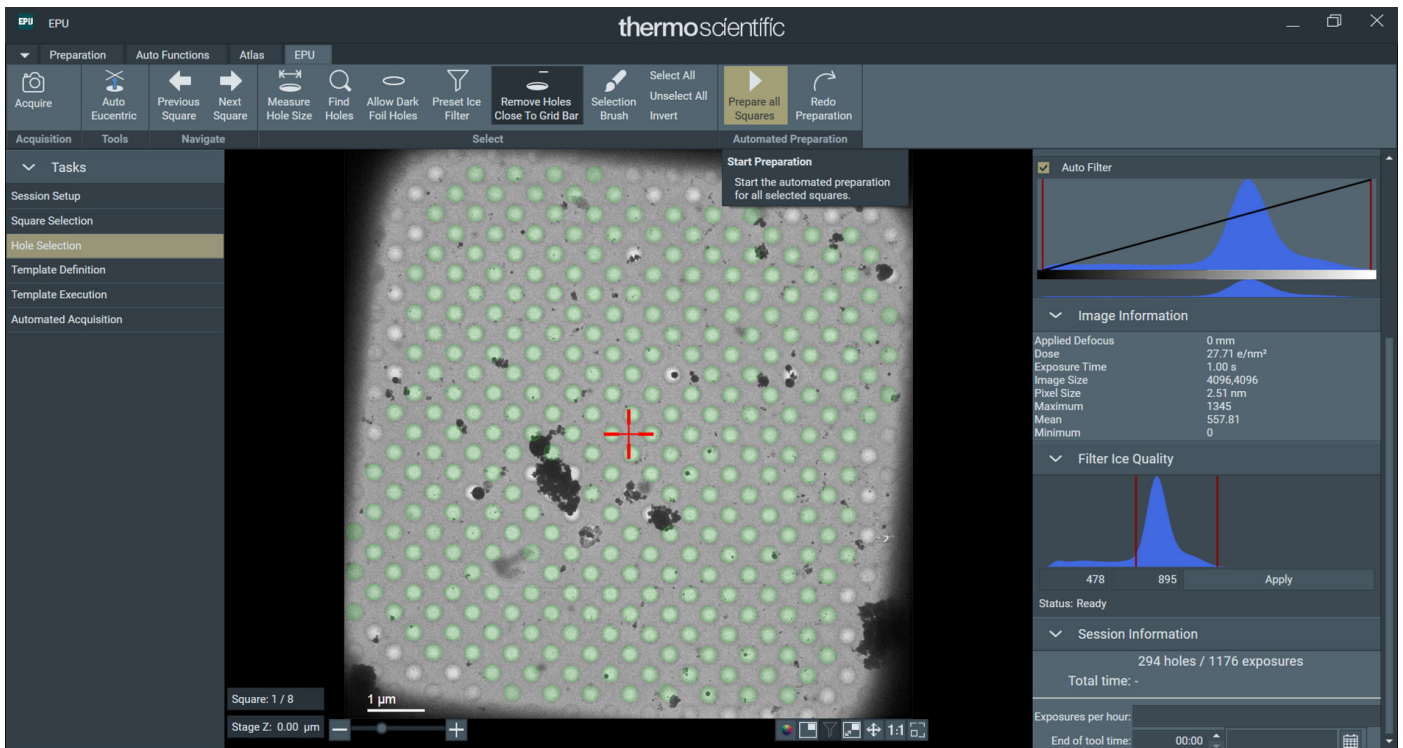 EPU EPU thermoscientific
Preparation Auto Functions Atlas EPU
Acquire
Auto Eucentric
Previous Square
Next Square
Measure Hole Size
Find Holes
Allow Dark Foil Holes
Preset Ice Filter
Remove Holes Close To Grid Bar
Selection Brush
Select All
Unselect All
Invert
Prepare all Squares
Redo Preparation
Acquisition Tools Navigate Select Automated Preparation
Tasks
Session Setup
Square Selection
Hole Selection
Template Definition
Template Execution
Automated Acquisition
Start Preparation
Start the automated preparation
for all selected squares.
Square: 1 / 8
Stage Z: 0.00 μm
1 μm
1:1
Auto Filter
Image Information
Applied Defocus 0 mm
Dose 27.71 e/nm²
Exposure Time 1.00 s
Image Size 4096,4096
Pixel Size 2.51 nm
Maximum 1345
Mean 557.81
Minimum 0
Filter Ice Quality
478 895 Apply
Status: Ready
Session Information
294 holes / 1176 exposures
Total time: -
Exposures per hour:
End of tool time: 00:00